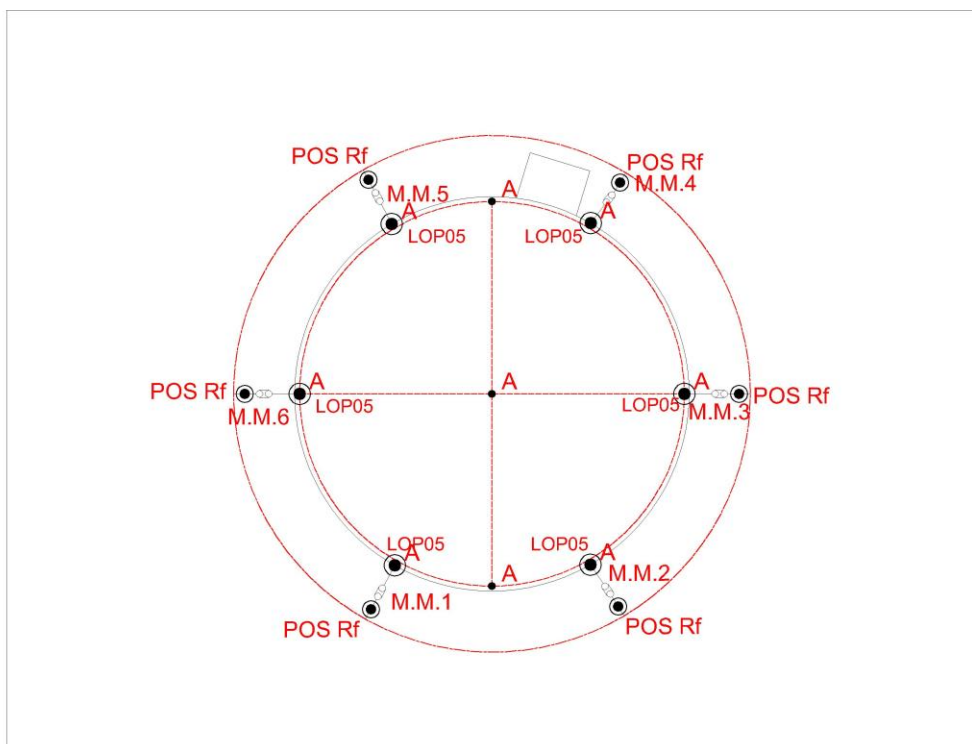 POS Rf
POS Rf
M.M.4
M.M.5
A
A
A
LOP05
LOP05
POS Rf
A
LOP05
M.M.6
A
LOP05
A
M.M.3
POS Rf
LOP05
A
LOP05
A
M.M.2
A
M.M.1
POS Rf
POS Rf